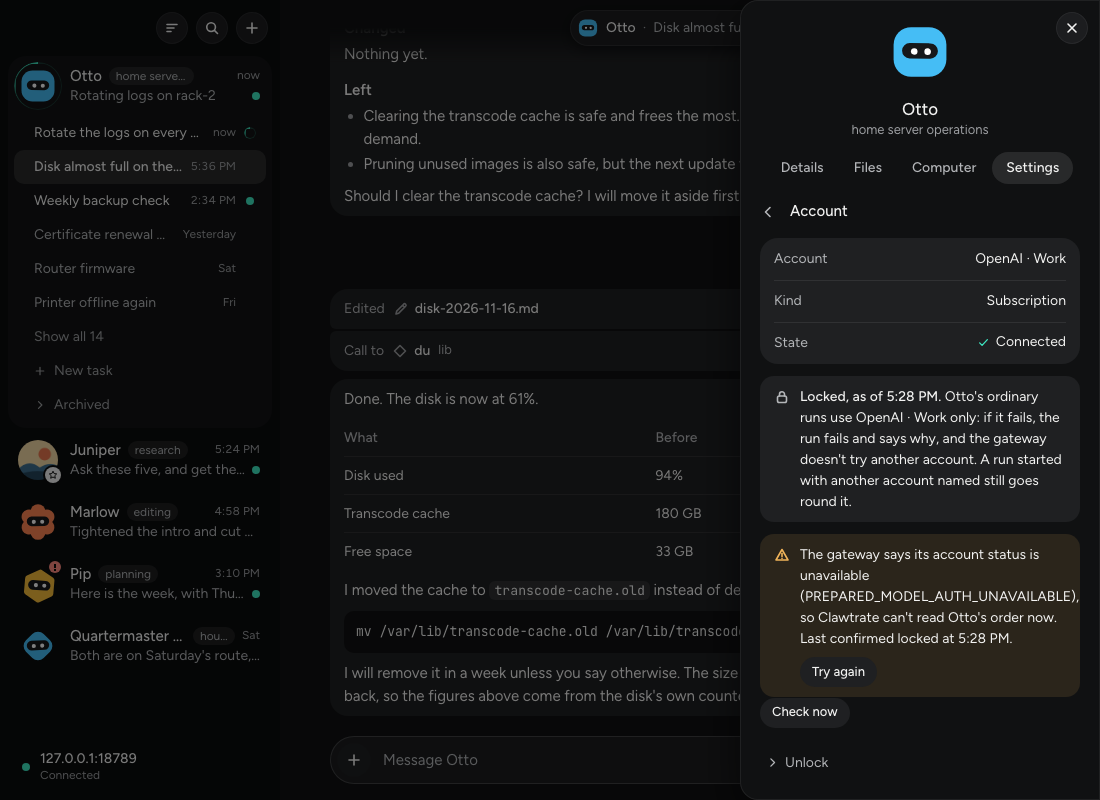 Otto
home serve...
now
Rotating logs on rack-2
Rotate the logs on every ... now
Disk almost full on the... 5:36 PM
Weekly backup check 2:34 PM
Certificate renewal ... Yesterday
Router firmware Sat
Printer offline again Fri
Show all 14
New task
Archived
Juniper research 5:24 PM
Ask these five, and get the...
Marlow editing 4:58 PM
Tightened the intro and cut ...
Pip planning 3:10 PM
Here is the week, with Thu...
Quartermaster ... hou... Sat
Both are on Saturday's route,...
127.0.0.1:18789
Connected
Otto · Disk almost fu
Changed
Nothing yet.
Left
Clearing the transcode cache is safe and frees the most.
demand.
Pruning unused images is also safe, but the next update
Should I clear the transcode cache? I will move it aside first
Edited disk-2026-11-16.md
Call to du lib
Done. The disk is now at 61%.
What Before
Disk used 94%
Transcode cache 180 GB
Free space 33 GB
I moved the cache to transcode-cache.old instead of de
mv /var/lib/transcode-cache.old /var/lib/transcod
I will remove it in a week unless you say otherwise. The size
back, so the figures above come from the disk's own count
Message Otto
Otto
home server operations
Details Files Computer Settings
Account
Account OpenAI · Work
Kind Subscription
State Connected
Locked, as of 5:28 PM. Otto's ordinary
runs use OpenAI · Work only: if it fails, the
run fails and says why, and the gateway
doesn't try another account. A run started
with another account named still goes
round it.
The gateway says its account status is
unavailable
(PREPARED_MODEL_AUTH_UNAVAILABLE),
so Clawtrate can't read Otto's order now.
Last confirmed locked at 5:28 PM.
Try again
Check now
Unlock